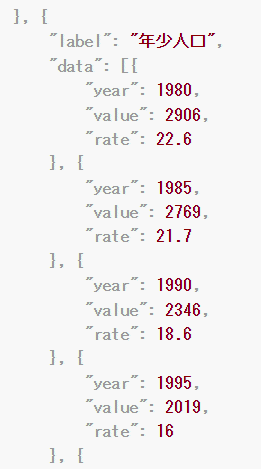 }, {
"label": "年少人口",
"data": [{
"year": 1980,
"value": 2906,
"rate": 22.6
}, {
"year": 1985,
"value": 2769,
"rate": 21.7
}, {
"year": 1990,
"value": 2346,
"rate": 18.6
}, {
"year": 1995,
"value": 2019,
"rate": 16
}, {